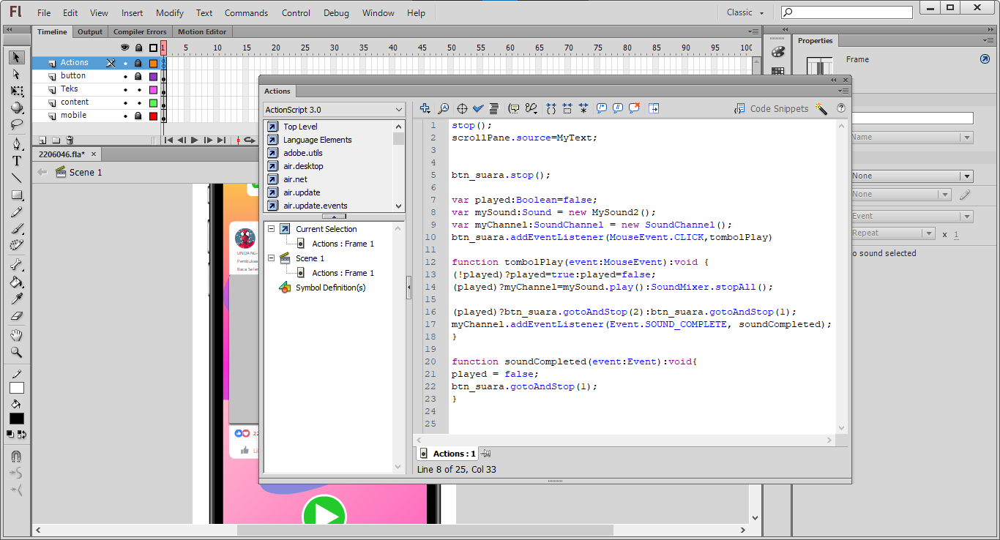 Fl File Edit View Insert Modify Text Commands Control Debug Window Help Classic
Timeline Output Compiler Errors Motion Editor
1 5 10 15 20 25 30 35 40 45 50 55 60 65 70 75 80 85 90 95 100
Actions
button
Teks
content
mobile
2206046.fla*
Scene 1
Properties
Frame
Name
None
None
Event
Repeat x 1
o sound selected
Actions
ActionScript 3.0
Top Level
Language Elements
adobe.utils
air.desktop
air.net
air.update
air.update.events
Current Selection
Actions : Frame 1
Scene 1
Actions : Frame 1
Symbol Definition(s)
Code Snippets
1 stop();
2 scrollPane.source=MyText;
3
4
5 btn_suara.stop();
6
7 var played:Boolean=false;
8 var mySound:Sound = new MySound2();
9 var myChannel:SoundChannel = new SoundChannel();
10 btn_suara.addEventListener(MouseEvent.CLICK,tombolPlay)
11
12 function tombolPlay(event:MouseEvent):void {
13 (!played)?played=true:played=false;
14 (played)?myChannel=mySound.play():SoundMixer.stopAll();
15
16 (played)?btn_suara.gotoAndStop(2):btn_suara.gotoAndStop(1);
17 myChannel.addEventListener(Event.SOUND_COMPLETE, soundCompleted);
18 }
19
20 function soundCompleted(event:Event):void{
21 played = false;
22 btn_suara.gotoAndStop(1);
23 }
24
25
Actions : 1
Line 8 of 25, Col 33
UNDANG-
Pembukaa
Baca Seler
22
Li